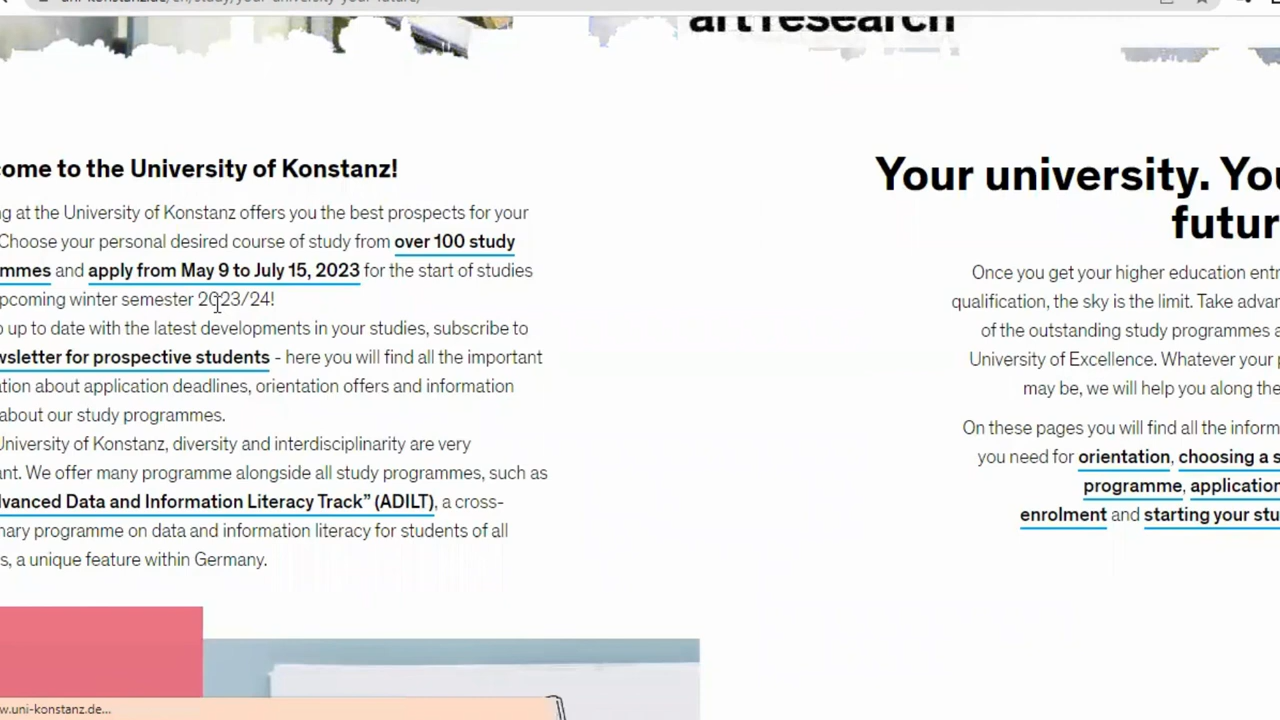 art research
come to the University of Konstanz!
ng at the University of Konstanz offers you the best prospects for your
Choose your personal desired course of study from over 100 study
mmes and apply from May 9 to July 15, 2023 for the start of studies
pcoming winter semester 2023/24!
up to date with the latest developments in your studies, subscribe to
wsletter for prospective students - here you will find all the important
ation about application deadlines, orientation offers and information
about our study programmes.
University of Konstanz, diversity and interdisciplinarity are very
ant. We offer many programme alongside all study programmes, such as
dvanced Data and Information Literacy Track” (ADILT), a cross-
nary programme on data and information literacy for students of all
s, a unique feature within Germany.
Your university. You
futur
Once you get your higher education entr
qualification, the sky is the limit. Take advan
of the outstanding study programmes a
University of Excellence. Whatever your p
may be, we will help you along the
On these pages you will find all the inform
you need for orientation, choosing a s
programme, application
enrolment and starting your stu
w.uni-konstanz.de...